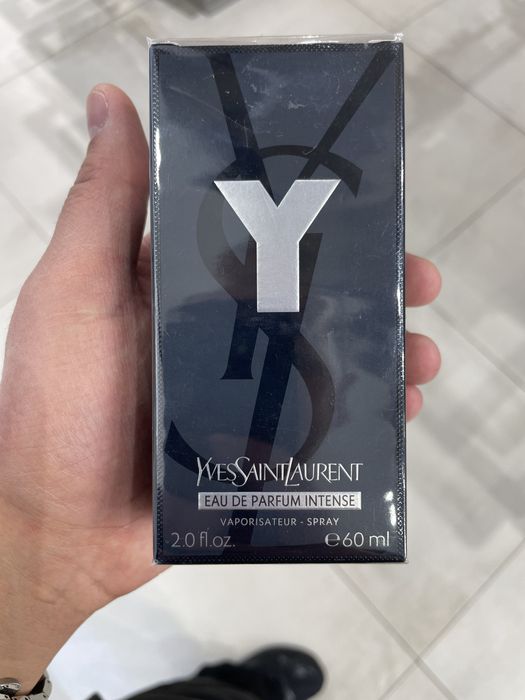 Y
YVESSAINTLAURENT
EAU DE PARFUM INTENSE
VAPORISATEUR - SPRAY
2.0 fl.oz. ℮60 ml